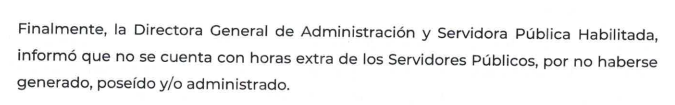 Finalmente, la Directora General de Administración y Servidora Pública Habilitada,
informó que no se cuenta con horas extra de los Servidores Públicos, por no haberse
generado, poseído y/o administrado.